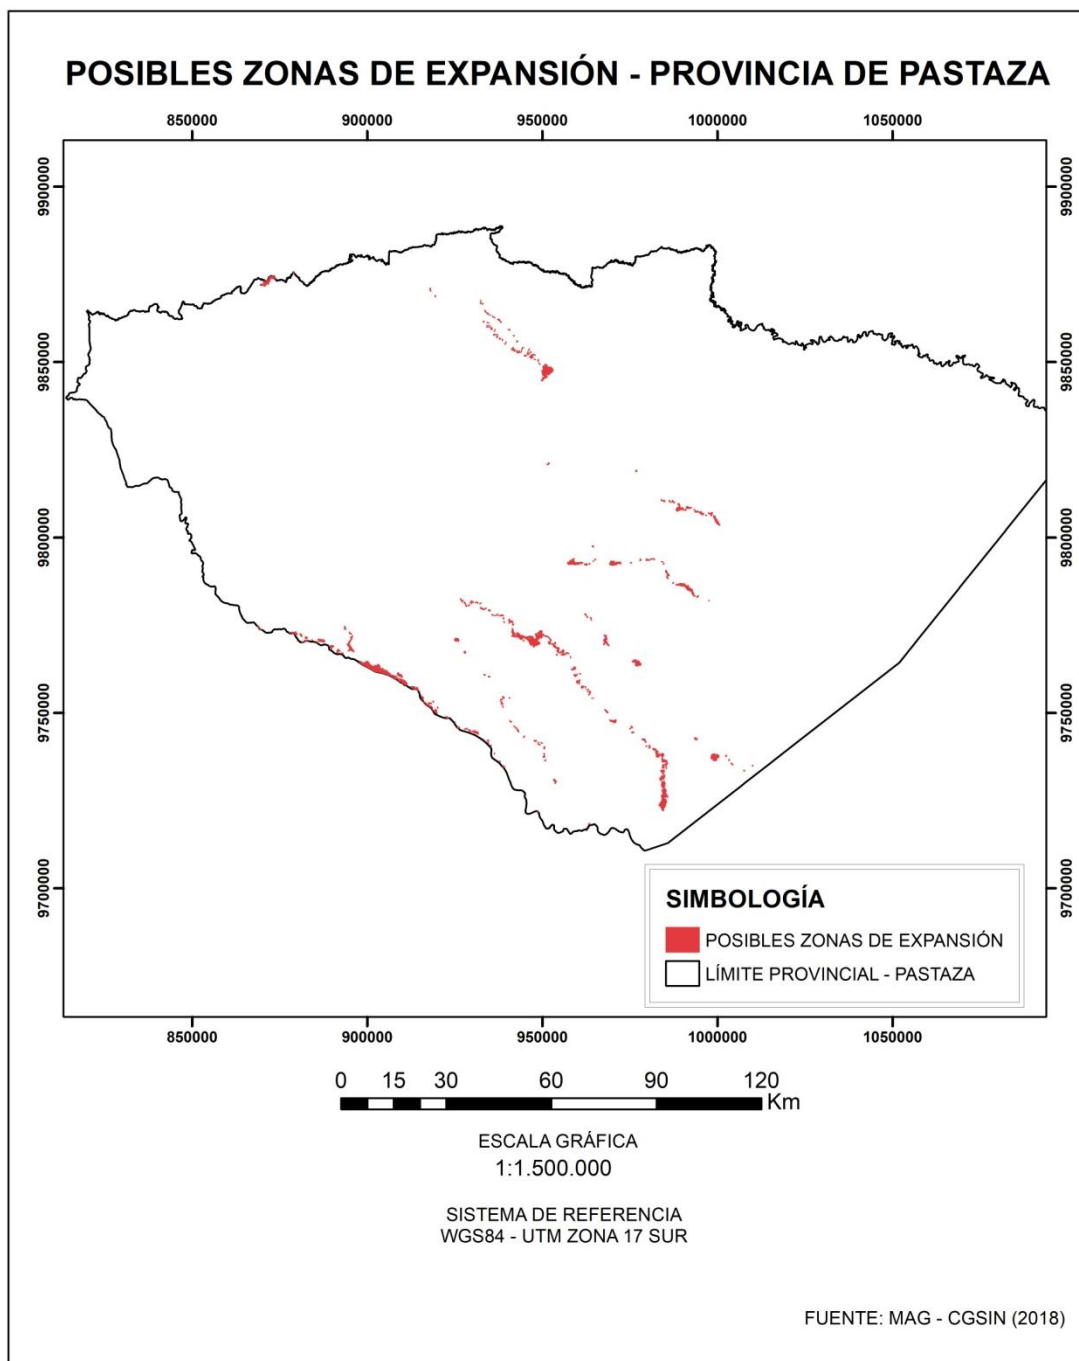 POSIBLES ZONAS DE EXPANSIÓN - PROVINCIA DE PASTAZA
850000 900000 950000 1000000 1050000
9900000 9900000
9850000 9850000
9800000 9800000
9750000 9750000
9700000 9700000
SIMBOLOGÍA
POSIBLES ZONAS DE EXPANSIÓN
LÍMITE PROVINCIAL - PASTAZA
850000 900000 950000 1000000 1050000
0 15 30 60 90 120
Km
ESCALA GRÁFICA
1:1.500.000
SISTEMA DE REFERENCIA
WGS84 - UTM ZONA 17 SUR
FUENTE: MAG - CGSIN (2018)